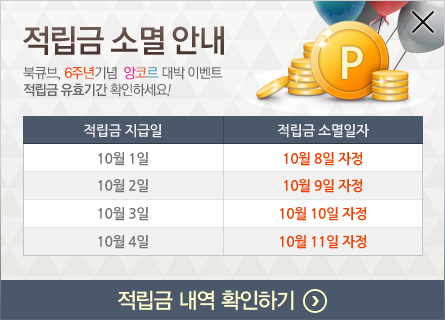 적립금 소멸 안내
북큐브, 6주년기념 앙코르 대박 이벤트
적립금 유효기간 확인하세요!
P
적립금 지급일 적립금 소멸일자
10월 1일 10월 8일 자정
10월 2일 10월 9일 자정
10월 3일 10월 10일 자정
10월 4일 10월 11일 자정
적립금 내역 확인하기